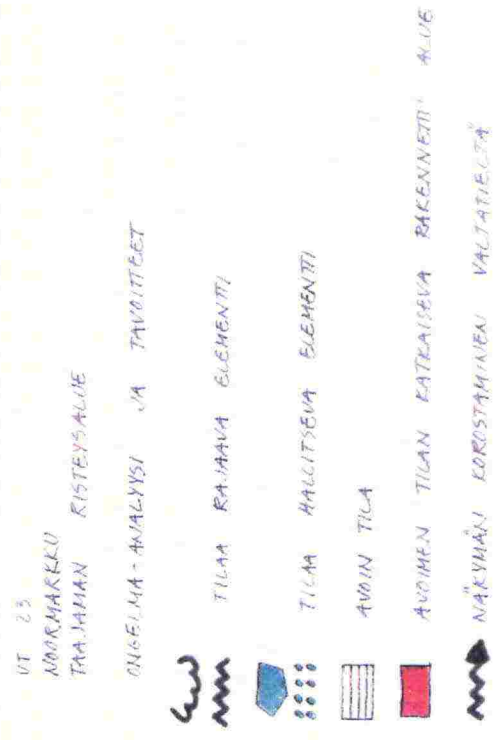 VT 23
NOORMARKKU
TAAJAMAN RISTEYSALUE
ONGELMA-ANALYYSI JA TAVOITTEET
TILAA RAJAAVA ELEMENTTI
TILAA HALLITSEVA ELEMENTTI
AVOIN TILA
AVOIMEN TILAN KATKAISEVA RAKENNETTU ALUE
NÄKYMÄN KOROSTAMINEN VALTATIELTÄ